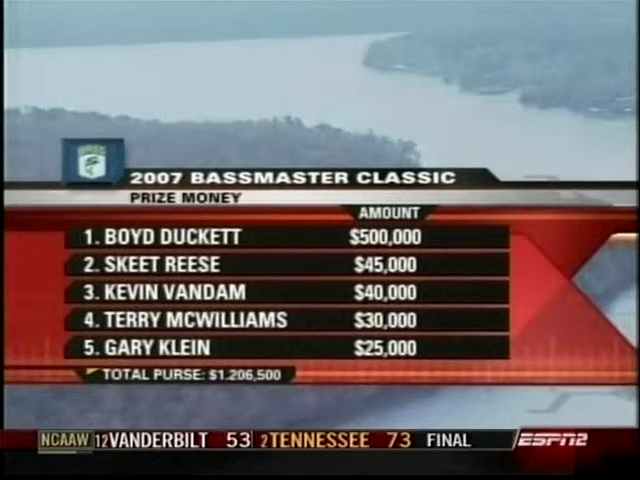 2007 BASSMASTER CLASSIC
PRIZE MONEY
AMOUNT
1. BOYD DUCKETT $500,000
2. SKEET REESE $45,000
3. KEVIN VANDAM $40,000
4. TERRY MCWILLIAMS $30,000
5. GARY KLEIN $25,000
TOTAL PURSE: $1,206,500
NCAAW 12 VANDERBILT 53 2 TENNESSEE 73 FINAL ESPN2